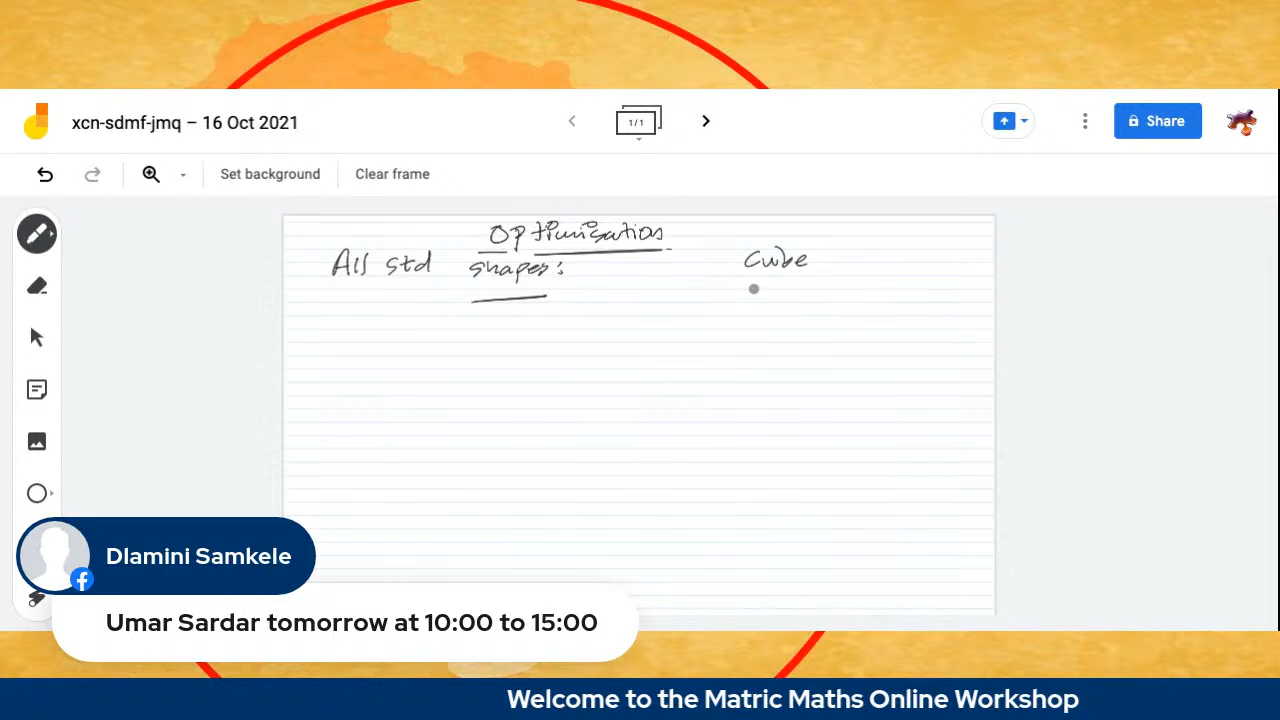 xcn-sdmf-jmq – 16 Oct 2021
1/1
Share
Set background
Clear frame
Optimisation
All std shapes:
Cube
Dlamini Samkele
Umar Sardar tomorrow at 10:00 to 15:00
Welcome to the Matric Maths Online Workshop